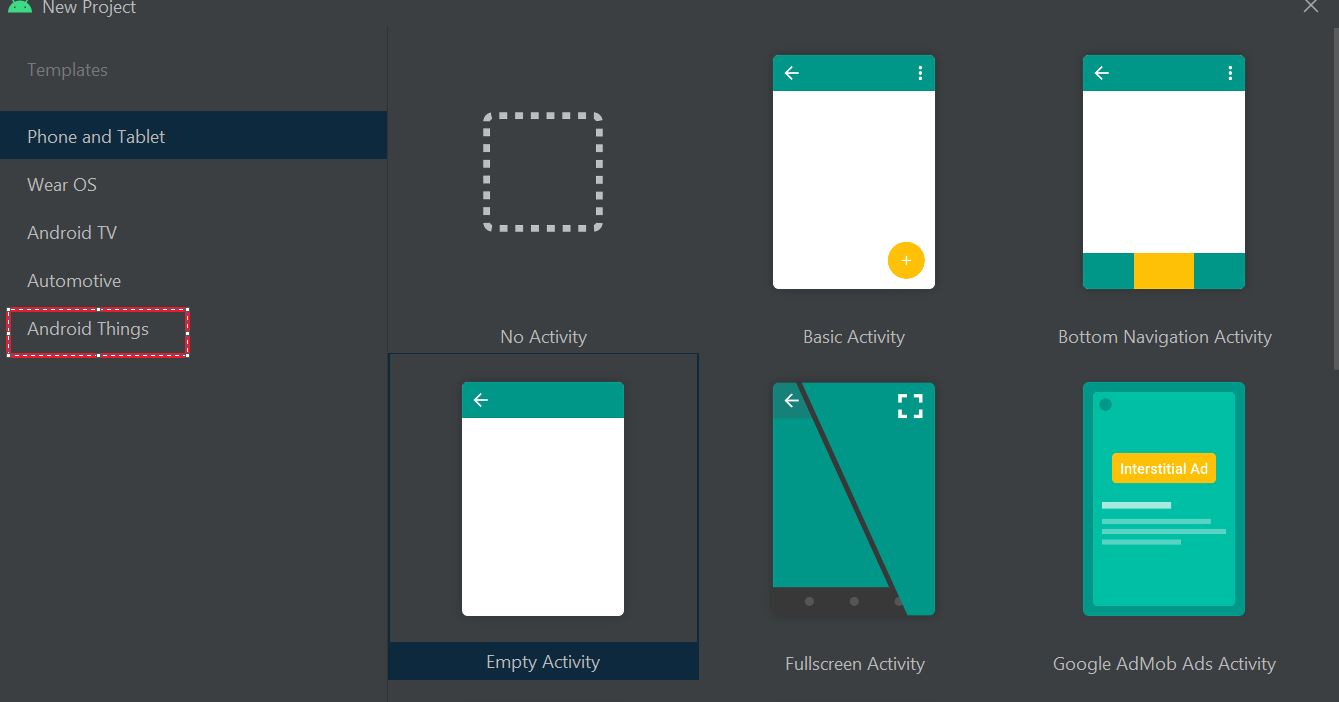 New Project
Templates
Phone and Tablet
Wear OS
Android TV
Automotive
Android Things
No Activity
Basic Activity
Bottom Navigation Activity
Interstitial Ad
Empty Activity
Fullscreen Activity
Google AdMob Ads Activity